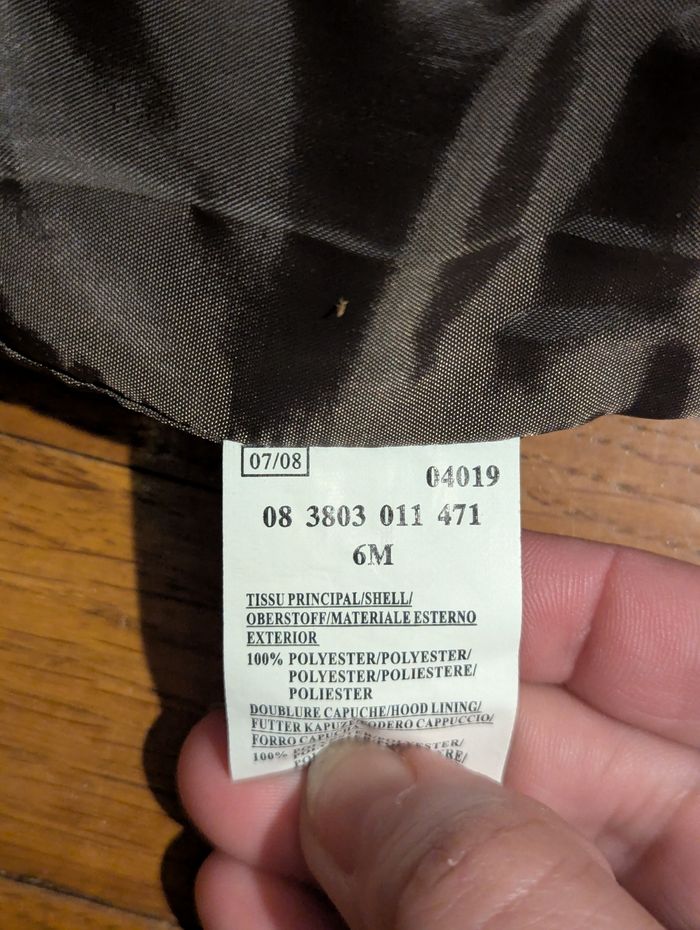 07/08
04019
08 3803 011 471
6M
TISSU PRINCIPAL/SHELL/
OBERSTOFF/MATERIALE ESTERNO
EXTERIOR
100% POLYESTER/POLYESTER/
POLYESTER/POLIESTERE/
POLIESTER
DOUBLURE CAPUCHE/HOOD LINING/
FUTTER CAPPUCCIO/
FORRO
100%